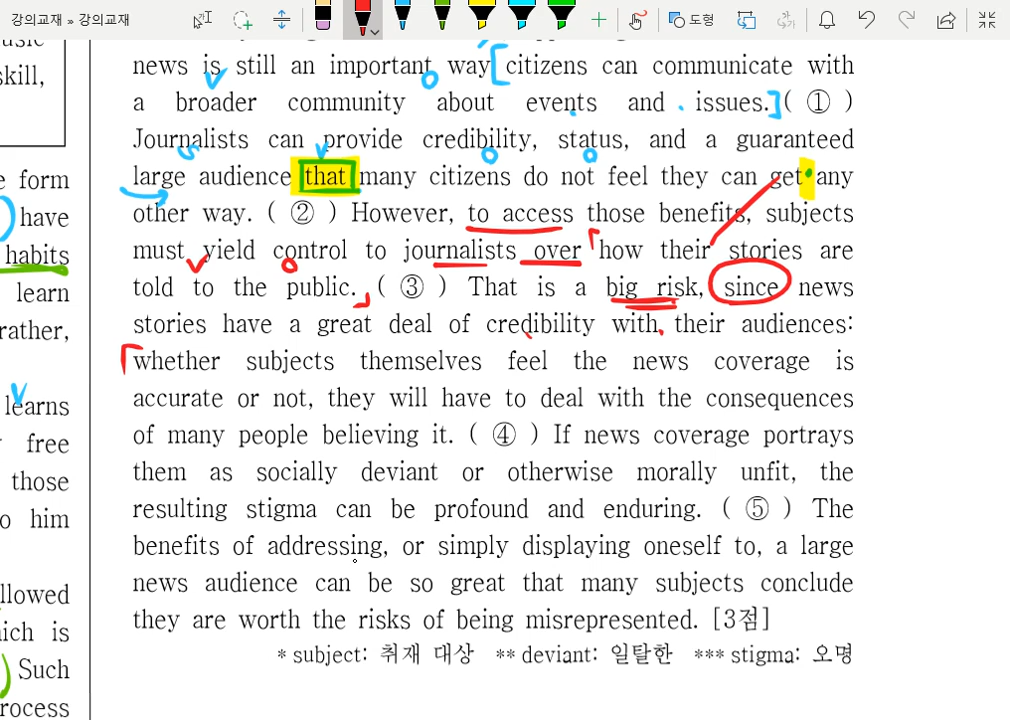 강의교재 » 강의교재
도형
usic
skill,
e form
have
habits
learn
rather,
learns
free
those
o him
llowed
ich is
Such
rocess
news is still an important way citizens can communicate with
a broader community about events and issues. ( ① )
Journalists can provide credibility, status, and a guaranteed
large audience that many citizens do not feel they can get any
other way. ( ② ) However, to access those benefits, subjects
must yield control to journalists over how their stories are
told to the public. ( ③ ) That is a big risk, since news
stories have a great deal of credibility with their audiences:
whether subjects themselves feel the news coverage is
accurate or not, they will have to deal with the consequences
of many people believing it. ( ④ ) If news coverage portrays
them as socially deviant or otherwise morally unfit, the
resulting stigma can be profound and enduring. ( ⑤ ) The
benefits of addressing, or simply displaying oneself to, a large
news audience can be so great that many subjects conclude
they are worth the risks of being misrepresented. [3점]
* subject: 취재 대상 ** deviant: 일탈한 *** stigma: 오명